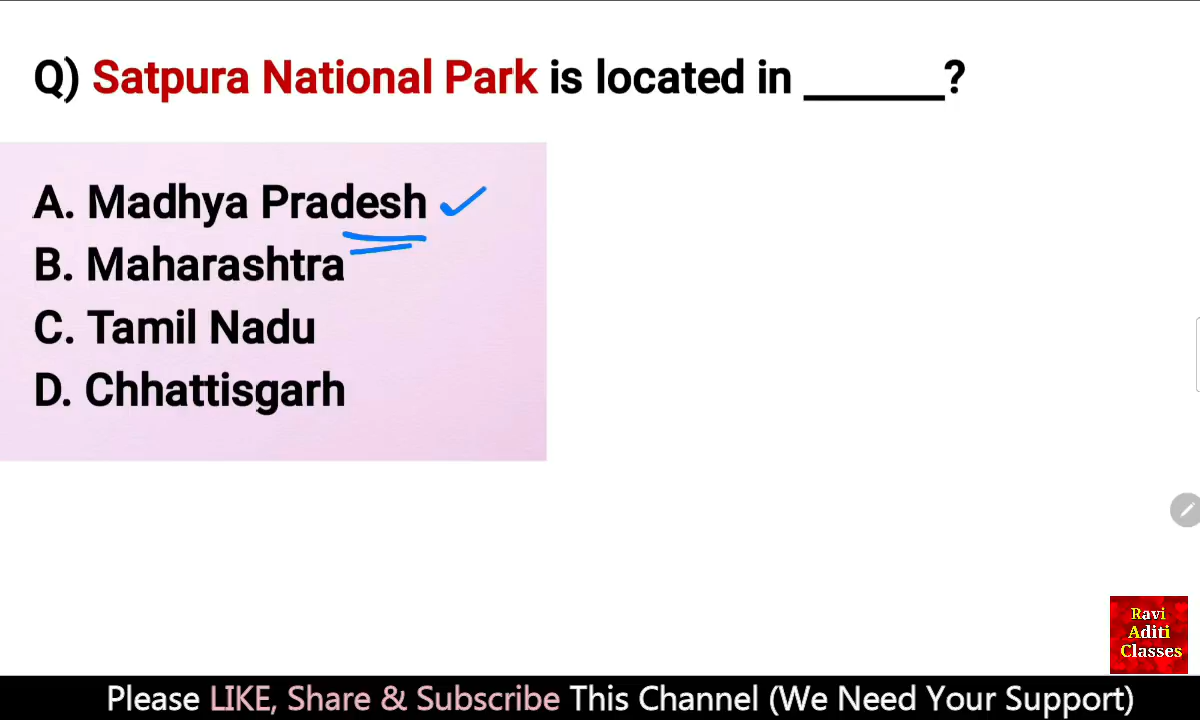 Q) Satpura National Park is located in ______?
A. Madhya Pradesh
B. Maharashtra
C. Tamil Nadu
D. Chhattisgarh
Ravi
Aditi
Classes
Please LIKE, Share & Subscribe This Channel (We Need Your Support)